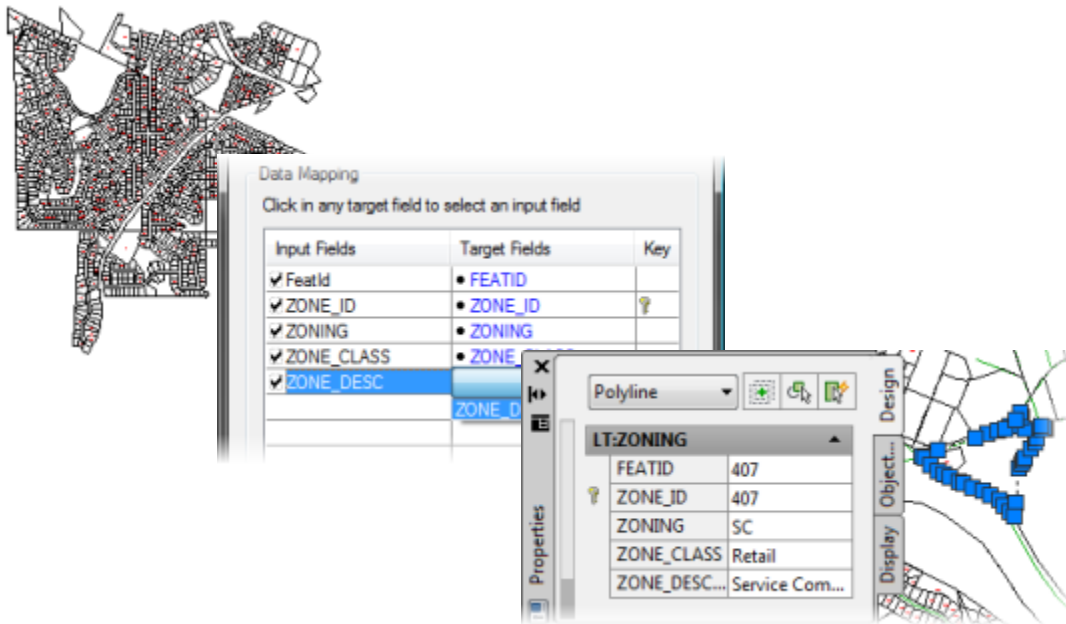 Data Mapping
Click in any target field to select an input field
Input Fields Target Fields Key
FeatId • FEATID
ZONE_ID • ZONE_ID
ZONING • ZONING
ZONE_CLASS • ZONE_
ZONE_DESC
ZONE_D
Polyline
LT:ZONING
FEATID 407
ZONE_ID 407
ZONING SC
ZONE_CLASS Retail
ZONE_DESC... Service Com...
Properties
Design
Object...
Display